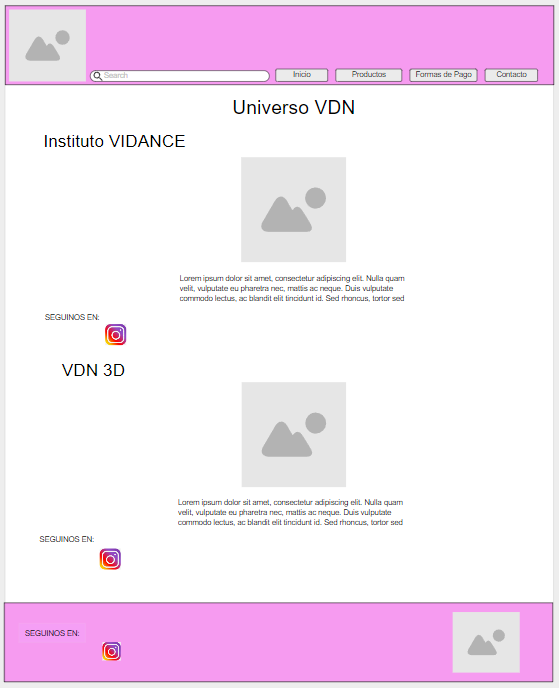 Search
Inicio
Productos
Formas de Pago
Contacto
Universo VDN
Instituto VIDANCE
Lorem ipsum dolor sit amet, consectetur adipiscing elit. Nulla quam
velit, vulputate eu pharetra nec, mattis ac neque. Duis vulputate
commodo lectus, ac blandit elit tincidunt id. Sed rhoncus, tortor sed
SEGUINOS EN:
VDN 3D
Lorem ipsum dolor sit amet, consectetur adipiscing elit. Nulla quam
velit, vulputate eu pharetra nec, mattis ac neque. Duis vulputate
commodo lectus, ac blandit elit tincidunt id. Sed rhoncus, tortor sed
SEGUINOS EN:
SEGUINOS EN: